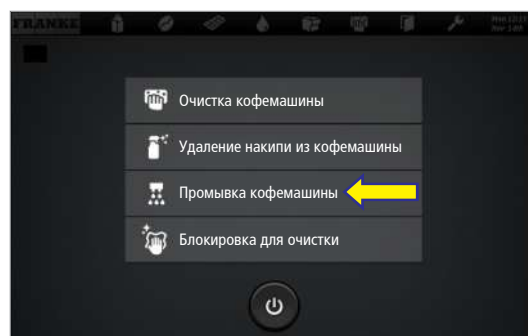 FRANKE
Очистка кофемашины
Удаление накипи из кофемашины
Промывка кофемашины
Блокировка для очистки